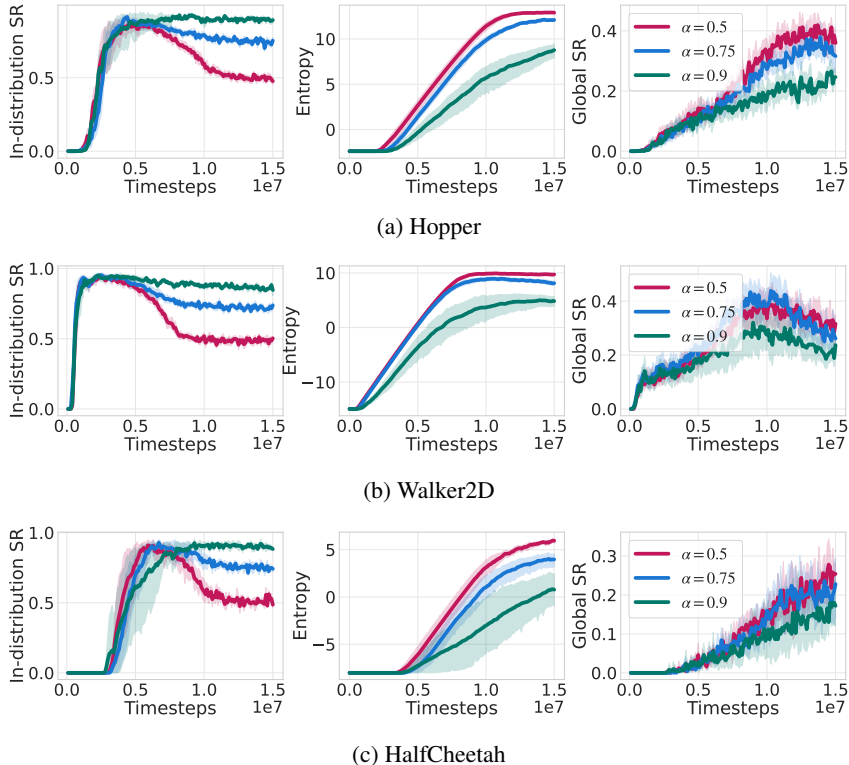 In-distribution SR
0.5
0.0
0.0 0.5 1.0 1.5
Timesteps
1e7
Entropy
10
5
0
0.0 0.5 1.0 1.5
Timesteps
1e7
Global SR
0.4
0.2
0.0
α = 0.5
α = 0.75
α = 0.9
0.0 0.5 1.0 1.5
Timesteps
1e7
(a) Hopper
In-distribution SR
1.0
0.5
0.0
0.0 0.5 1.0 1.5
Timesteps
1e7
Entropy
10
0
−10
0.0 0.5 1.0 1.5
Timesteps
1e7
Global SR
0.4
0.2
0.0
α = 0.5
α = 0.75
α = 0.9
0.0 0.5 1.0 1.5
Timesteps
1e7
(b) Walker2D
In-distribution SR
1.0
0.5
0.0
0.0 0.5 1.0 1.5
Timesteps
1e7
Entropy
5
0
−5
0.0 0.5 1.0 1.5
Timesteps
1e7
Global SR
0.3
0.2
0.1
0.0
α = 0.5
α = 0.75
α = 0.9
0.0 0.5 1.0 1.5
Timesteps
1e7
(c) HalfCheetah